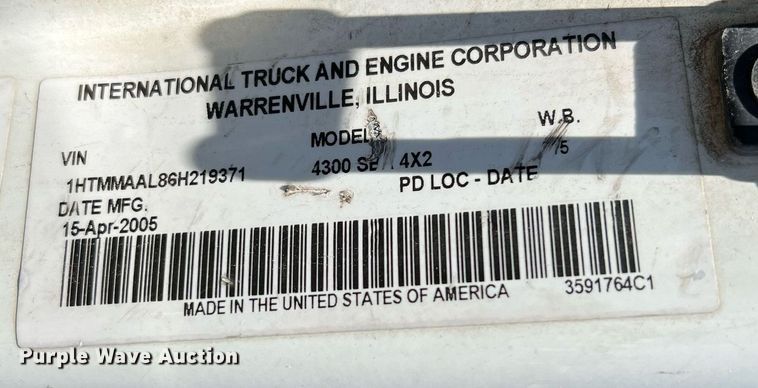 INTERNATIONAL TRUCK AND ENGINE CORPORATION
WARRENVILLE, ILLINOIS
VIN MODEL W.B.
1HTMMAAL86H219371 4300 4X2
DATE MFG. PD LOC - DATE
15-Apr-2005
MADE IN THE UNITED STATES OF AMERICA 3591764C1
Purple Wave Auction